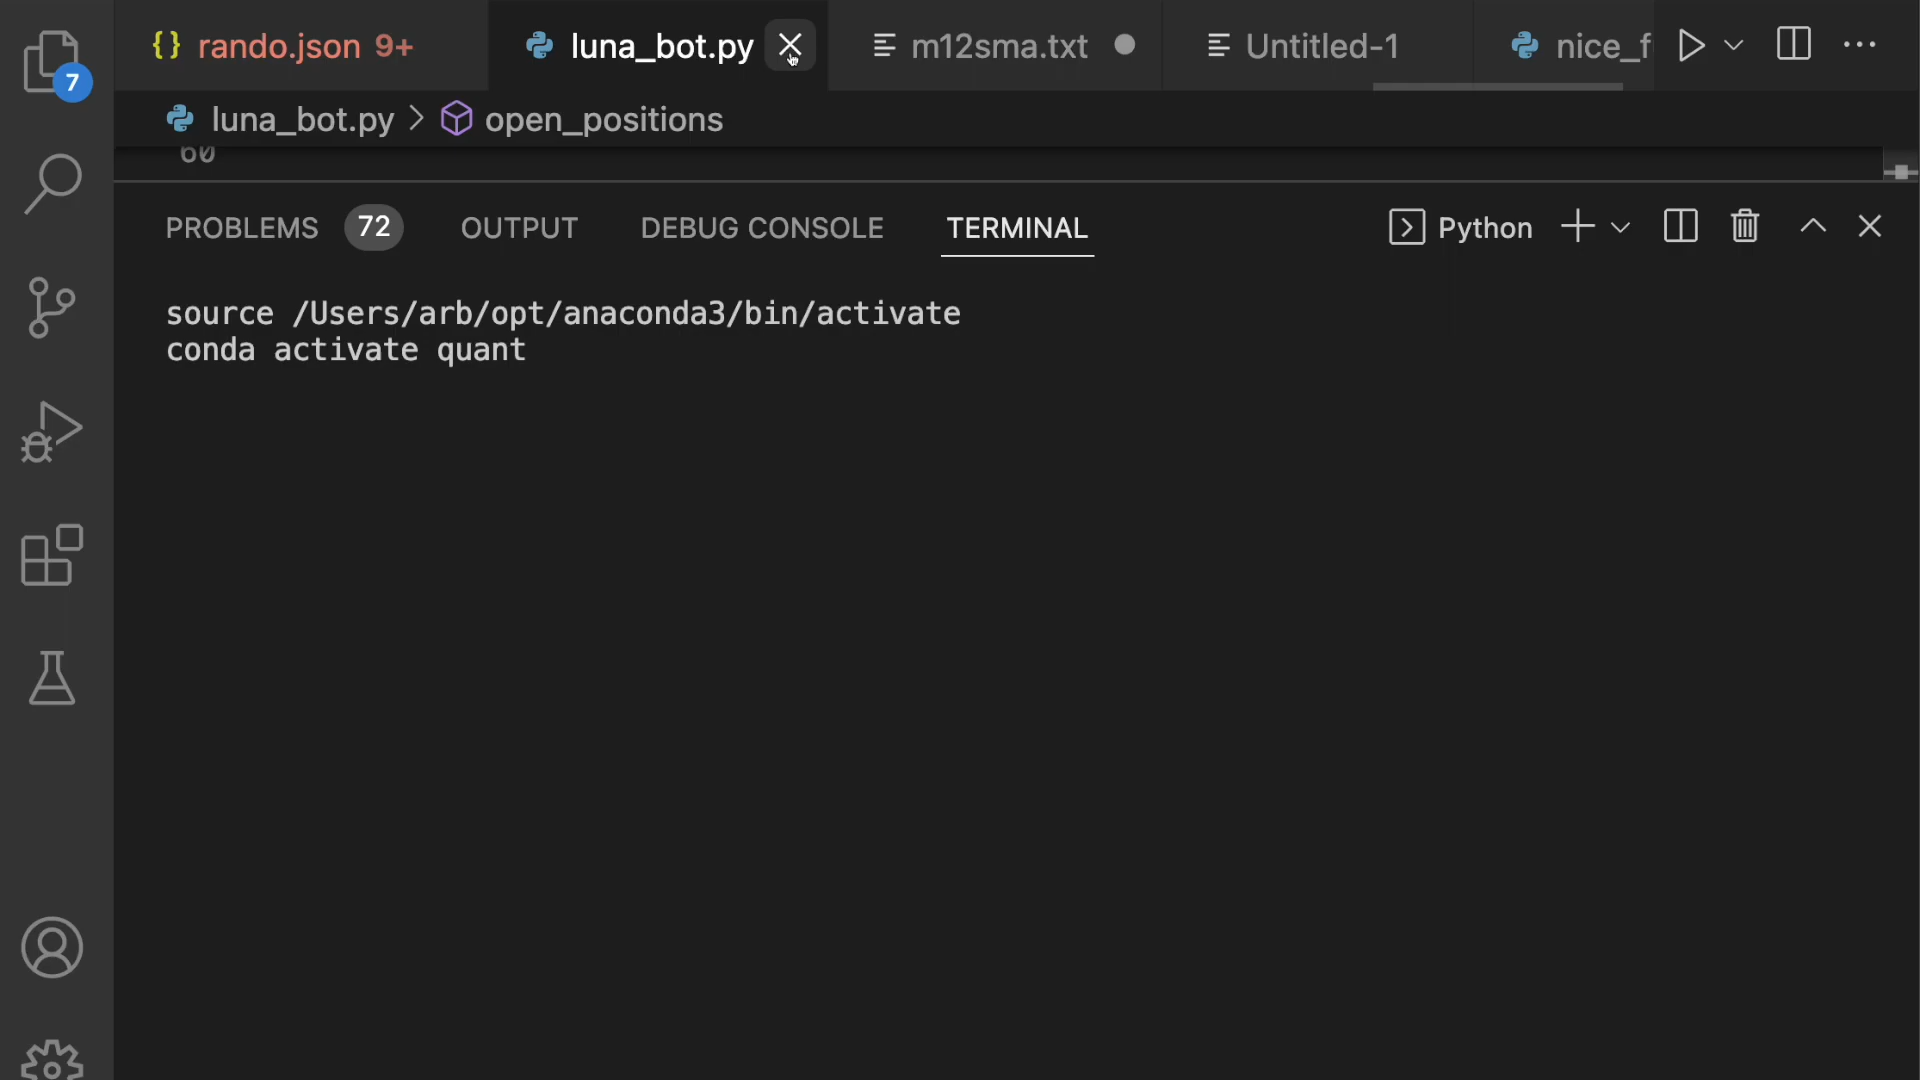 {} rando.json 9+ luna_bot.py m12sma.txt Untitled-1 nice_f
7
luna_bot.py > open_positions
60
PROBLEMS 72 OUTPUT DEBUG CONSOLE TERMINAL Python
source /Users/arb/opt/anaconda3/bin/activate
conda activate quant